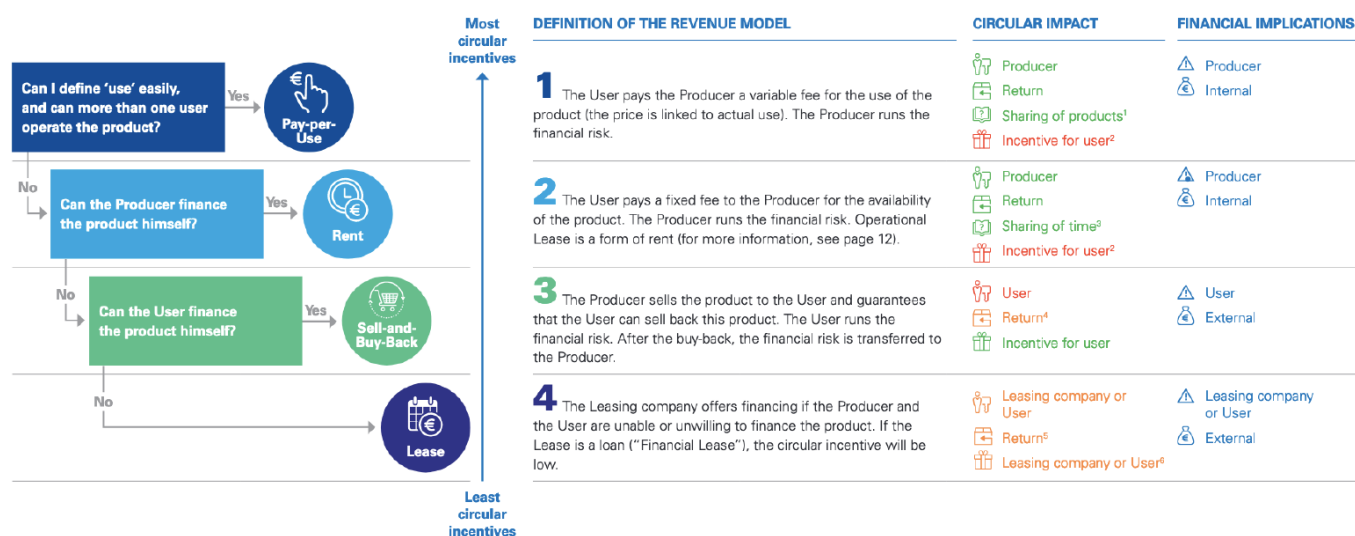 Most
circular
incentives
DEFINITION OF THE REVENUE MODEL
CIRCULAR IMPACT
FINANCIAL IMPLICATIONS
Can I define ‘use’ easily,
and can more than one user
operate the product?
Yes
€
Pay-per-
Use
1 The User pays the Producer a variable fee for the use of the
product (the price is linked to actual use). The Producer runs the
financial risk.
Producer
Return
Sharing of products¹
Incentive for user²
Producer
€ Internal
No
Can the Producer finance
the product himself?
Yes
€
Rent
2 The User pays a fixed fee to the Producer for the availability
of the product. The Producer runs the financial risk. Operational
Lease is a form of rent (for more information, see page 12).
Producer
Return
Sharing of time³
Incentive for user²
Producer
€ Internal
No
Can the User finance
the product himself?
Yes
Sell-and-
Buy-Back
3 The Producer sells the product to the User and guarantees
that the User can sell back this product. The User runs the
financial risk. After the buy-back, the financial risk is transferred to
the Producer.
User
Return⁴
Incentive for user
User
€ External
No
€
Lease
4 The Leasing company offers financing if the Producer and
the User are unable or unwilling to finance the product. If the
Lease is a loan (“Financial Lease”), the circular incentive will be
low.
Leasing company or
User
Return⁵
Leasing company or User⁶
Leasing company
or User
€ External
Least
circular
incentives